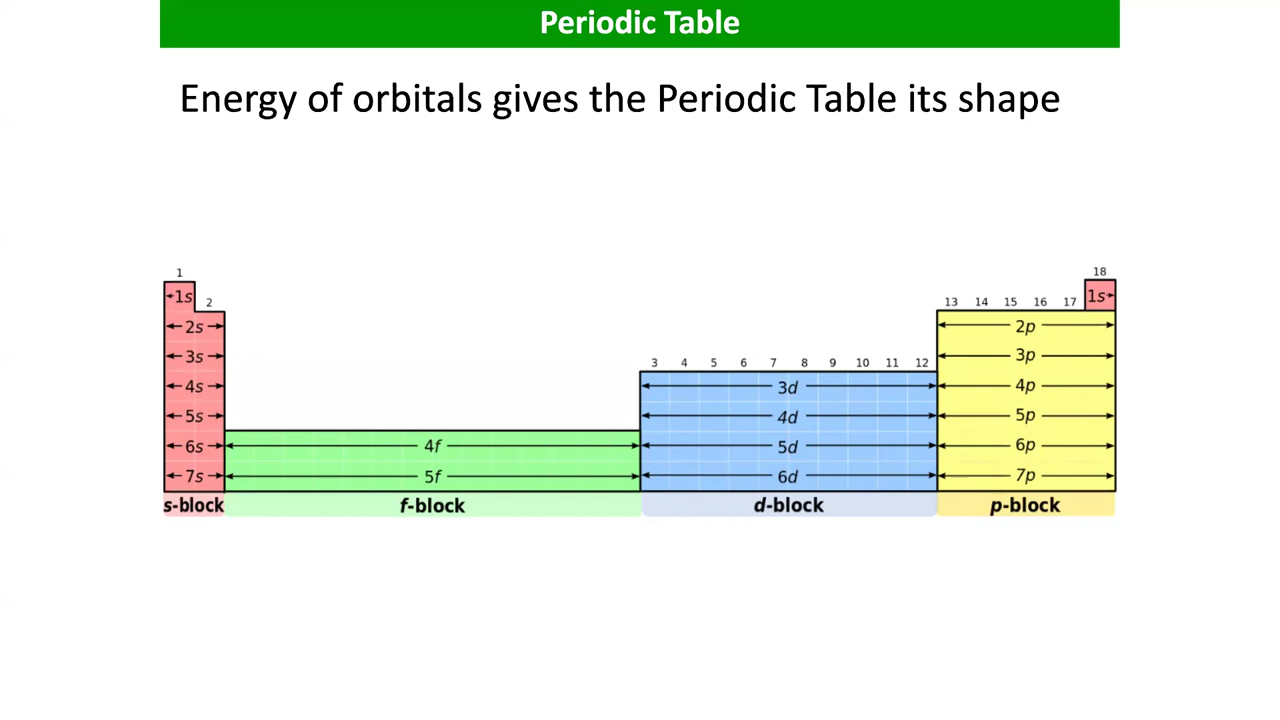 Periodic Table
Energy of orbitals gives the Periodic Table its shape
1 18
1s 2 13 14 15 16 17 1s
2s 2p
3s 3 4 5 6 7 8 9 10 11 12 3p
4s 3d 4p
5s 4d 5p
6s 4f 5d 6p
7s 5f 6d 7p
s-block f-block d-block p-block